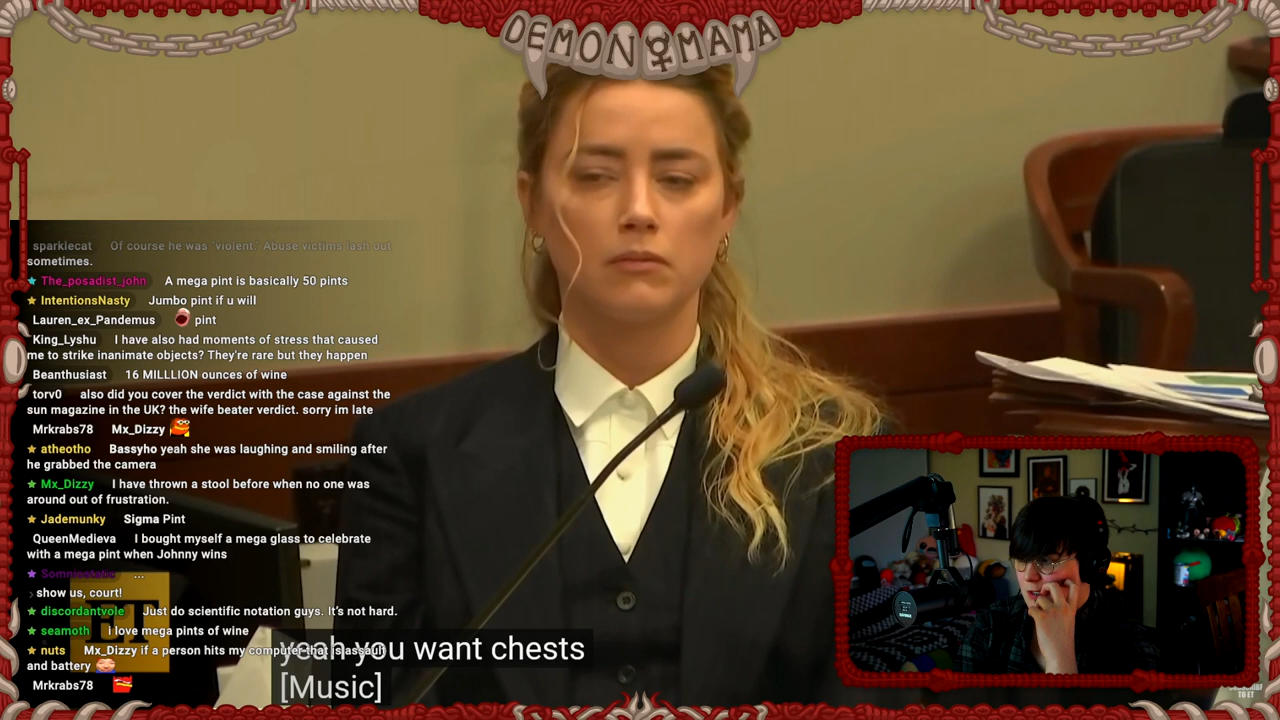 DEMON MAMA
sparklecat Of course he was "violent." Abuse victims lash out
sometimes.
The_posadist_john A mega pint is basically 50 pints
IntentionsNasty Jumbo pint if u will
Lauren_ex_Pandemus pint
King_Lyshu I have also had moments of stress that caused
me to strike inanimate objects? They're rare but they happen
Beanthusiast 16 MILLLION ounces of wine
torv0 also did you cover the verdict with the case against the
sun magazine in the UK? the wife beater verdict. sorry im late
Mrkrabs78 Mx_Dizzy
atheotho Bassyho yeah she was laughing and smiling after
he grabbed the camera
Mx_Dizzy I have thrown a stool before when no one was
around out of frustration.
Jademunky Sigma Pint
QueenMedieva I bought myself a mega glass to celebrate
with a mega pint when Johnny wins
...
show us, court!
discordantvole Just do scientific notation guys. It's not hard.
seamoth i love mega pints of wine
nuts Mx_Dizzy if a person hits my computer that is assault
and battery
Mrkrabs78
ET
yeah you want chests
[Music]
TO ET